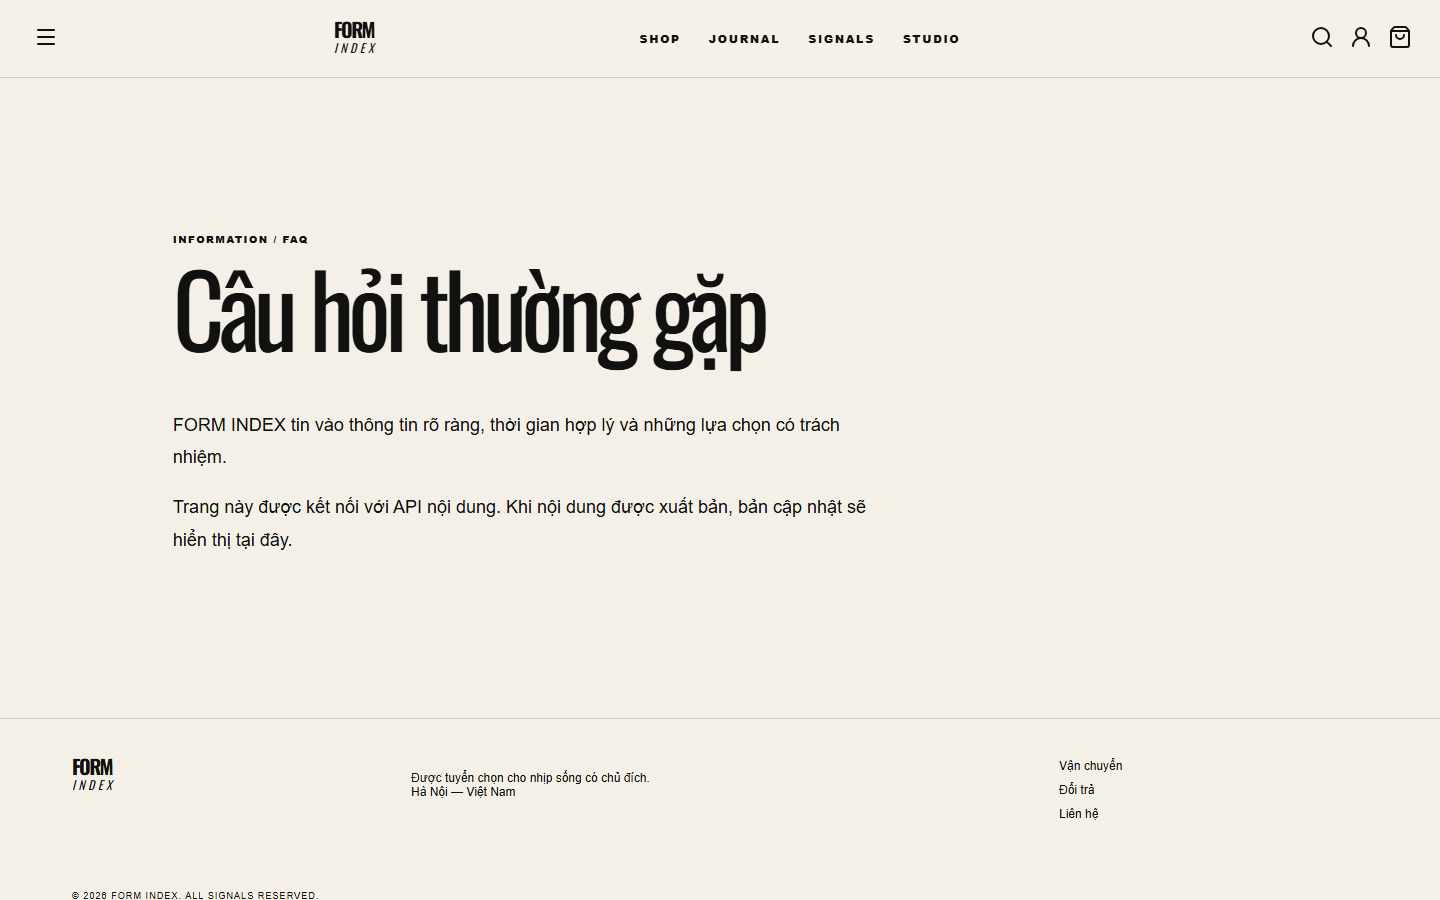 FORM
INDEX
SHOP JOURNAL SIGNALS STUDIO
INFORMATION / FAQ
Câu hỏi thường gặp
FORM INDEX tin vào thông tin rõ ràng, thời gian hợp lý và những lựa chọn có trách
nhiệm.
Trang này được kết nối với API nội dung. Khi nội dung được xuất bản, bản cập nhật sẽ
hiển thị tại đây.
FORM
INDEX
Được tuyển chọn cho nhịp sống có chủ đích.
Hà Nội — Việt Nam
Vận chuyển
Đổi trả
Liên hệ
© 2026 FORM INDEX. ALL SIGNALS RESERVED.